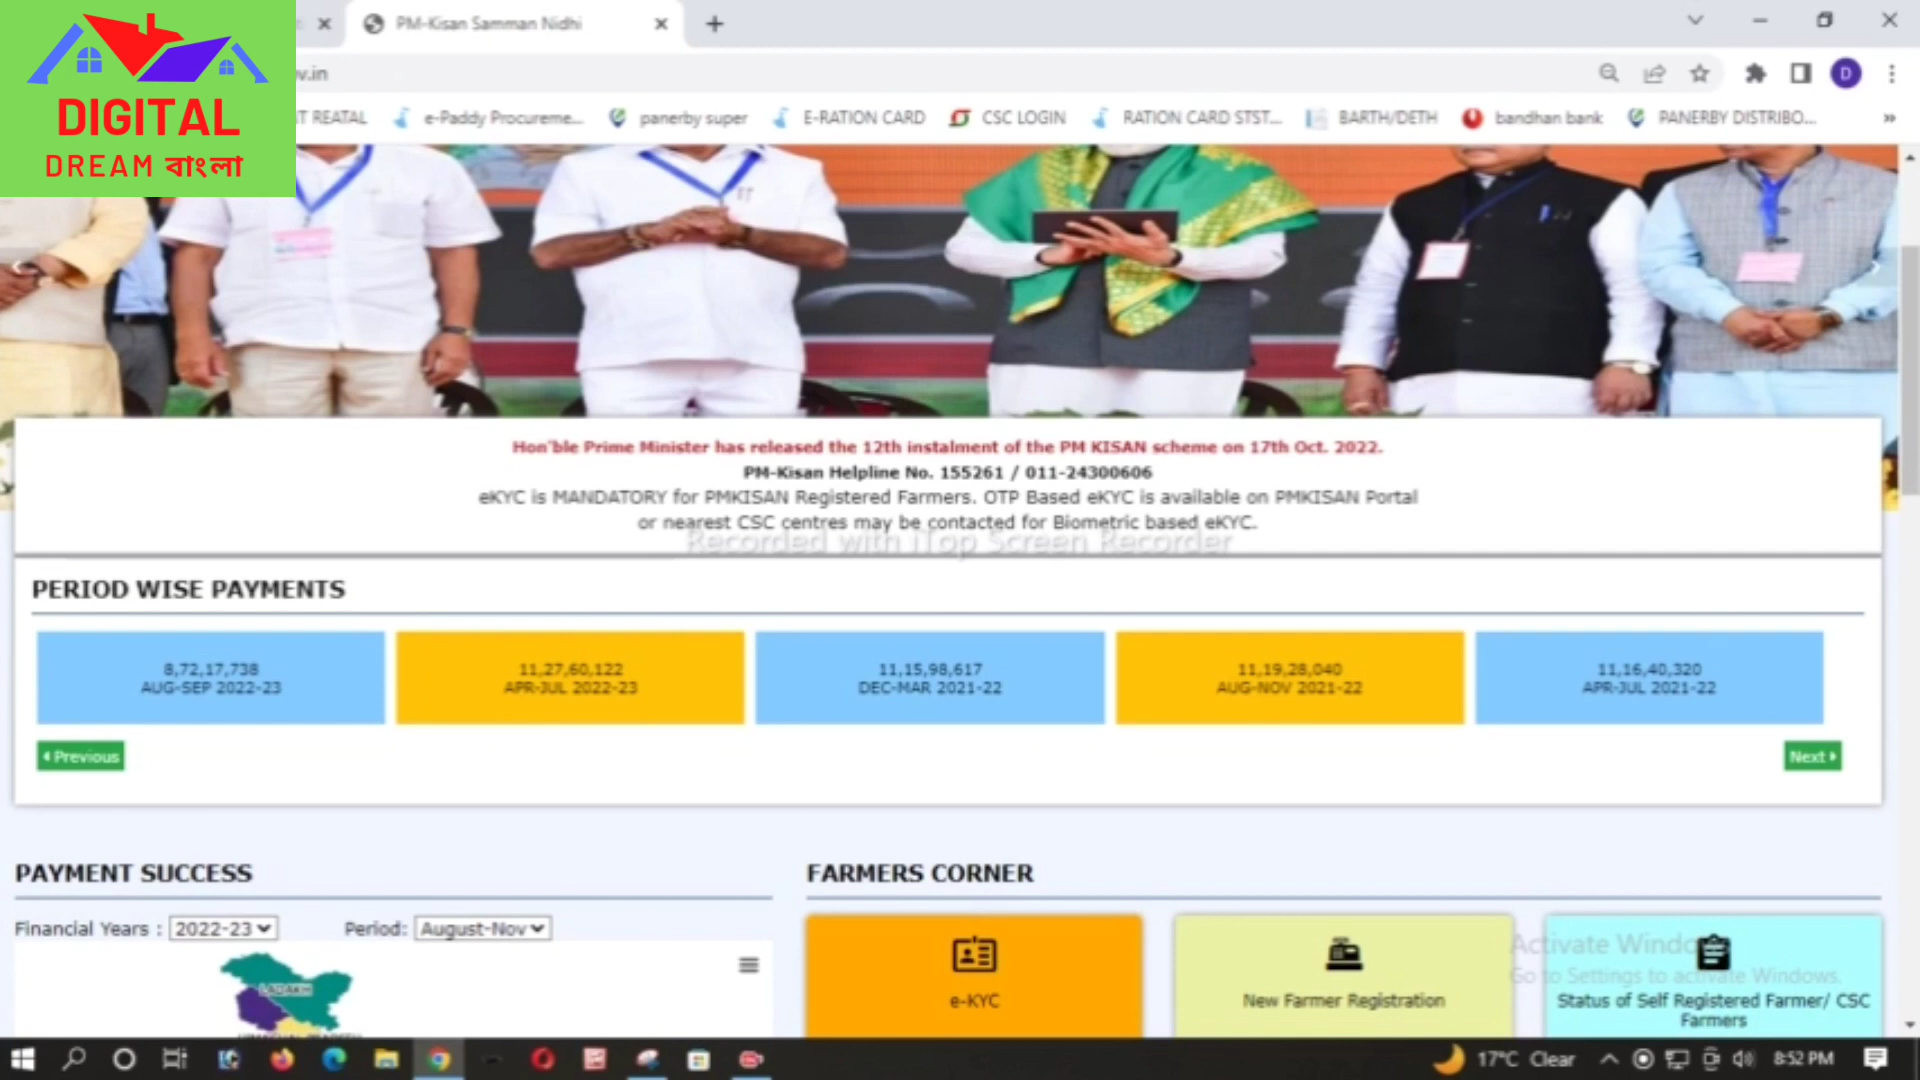 PM-Kisan Samman Nidhi
v.in
DIGITAL
DREAM বাংলা
T REATAL
e-Paddy Procureme...
panerby super
E-RATION CARD
CSC LOGIN
RATION CARD STST...
BARTH/DETH
bandhan bank
PANERBY DISTRIBO...
Hon'ble Prime Minister has released the 12th instalment of the PM KISAN scheme on 17th Oct. 2022.
PM-Kisan Helpline No. 155261 / 011-24300606
eKYC is MANDATORY for PMKISAN Registered Farmers. OTP Based eKYC is available on PMKISAN Portal
or nearest CSC centres may be contacted for Biometric based eKYC.
Recorded with iTop Screen Recorder
PERIOD WISE PAYMENTS
8,72,17,738
AUG-SEP 2022-23
11,27,60,122
APR-JUL 2022-23
11,15,98,617
DEC-MAR 2021-22
11,19,28,040
AUG-NOV 2021-22
11,16,40,320
APR-JUL 2021-22
Previous
Next
PAYMENT SUCCESS
FARMERS CORNER
Financial Years : 2022-23
Period: August-Nov
LADAKH
e-KYC
New Farmer Registration
Activate Windows
Go to Settings to activate Windows.
Status of Self Registered Farmer/ CSC
Farmers
17°C Clear
8:52 PM